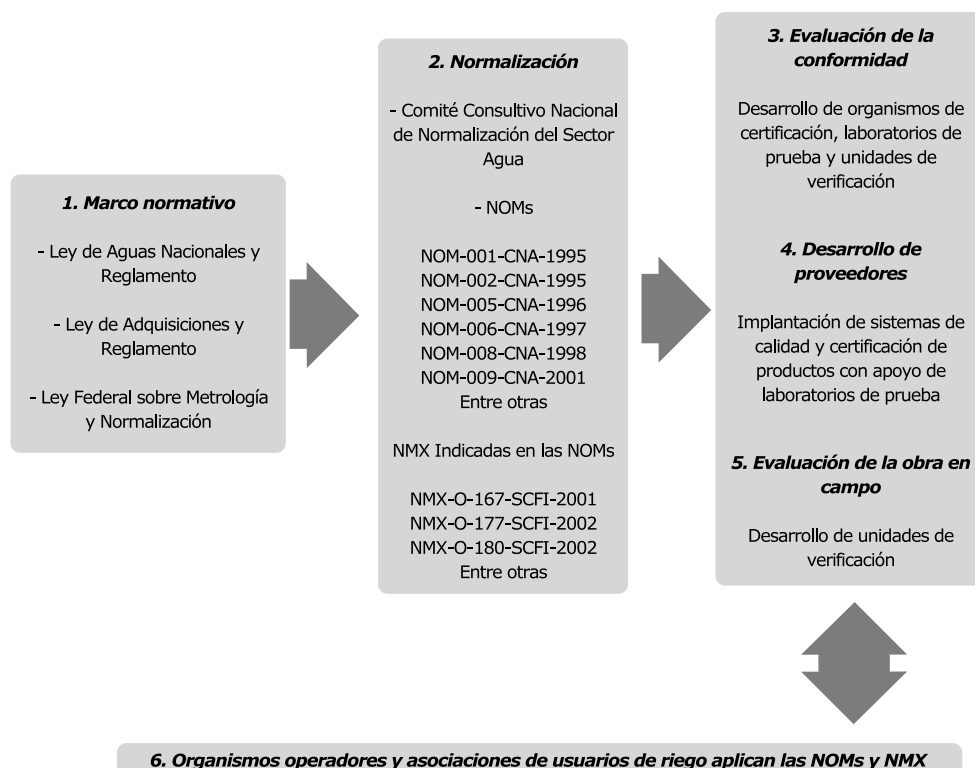 1. Marco normativo
- Ley de Aguas Nacionales y
Reglamento
- Ley de Adquisiciones y
Reglamento
- Ley Federal sobre Metrología
y Normalización
2. Normalización
- Comité Consultivo Nacional
de Normalización del Sector
Agua
- NOMs
NOM-001-CNA-1995
NOM-002-CNA-1995
NOM-005-CNA-1996
NOM-006-CNA-1997
NOM-008-CNA-1998
NOM-009-CNA-2001
Entre otras
NMX Indicadas en las NOMs
NMX-O-167-SCFI-2001
NMX-O-177-SCFI-2002
NMX-O-180-SCFI-2002
Entre otras
3. Evaluación de la
conformidad
Desarrollo de organismos de
certificación, laboratorios de
prueba y unidades de
verificación
4. Desarrollo de
proveedores
Implantación de sistemas de
calidad y certificación de
productos con apoyo de
laboratorios de prueba
5. Evaluación de la obra en
campo
Desarrollo de unidades de
verificación
6. Organismos operadores y asociaciones de usuarios de riego aplican las NOMs y NMX